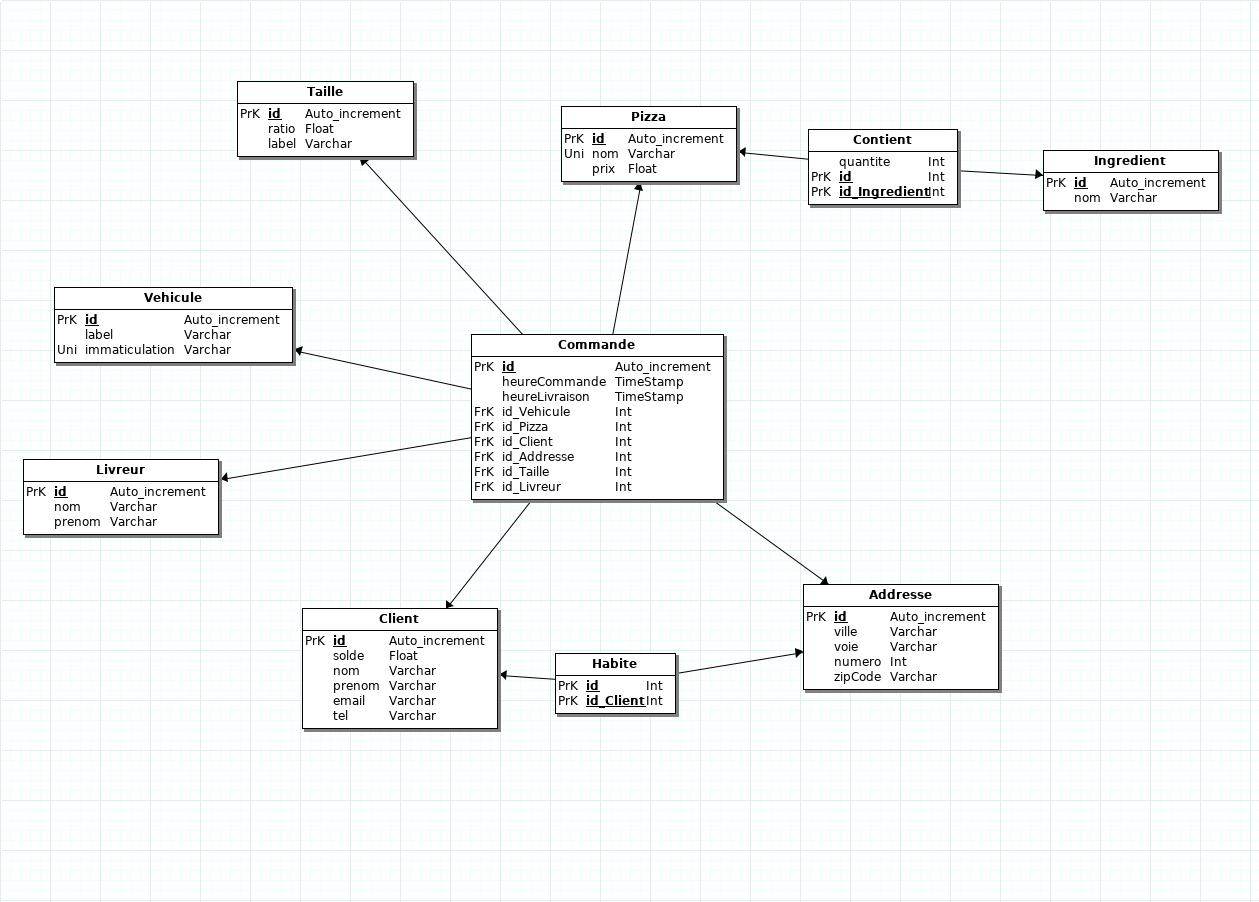 Taille
PrK id Auto_increment
ratio Float
label Varchar
Pizza
PrK id Auto_increment
Uni nom Varchar
prix Float
Contient
quantite Int
PrK id Int
PrK id_Ingredient Int
Ingredient
PrK id Auto_increment
nom Varchar
Vehicule
PrK id Auto_increment
label Varchar
Uni immaticulation Varchar
Commande
PrK id Auto_increment
heureCommande TimeStamp
heureLivraison TimeStamp
FrK id_Vehicule Int
FrK id_Pizza Int
FrK id_Client Int
FrK id_Addresse Int
FrK id_Taille Int
FrK id_Livreur Int
Livreur
PrK id Auto_increment
nom Varchar
prenom Varchar
Client
PrK id Auto_increment
solde Float
nom Varchar
prenom Varchar
email Varchar
tel Varchar
Habite
PrK id Int
PrK id_Client Int
Addresse
PrK id Auto_increment
ville Varchar
voie Varchar
numero Int
zipCode Varchar